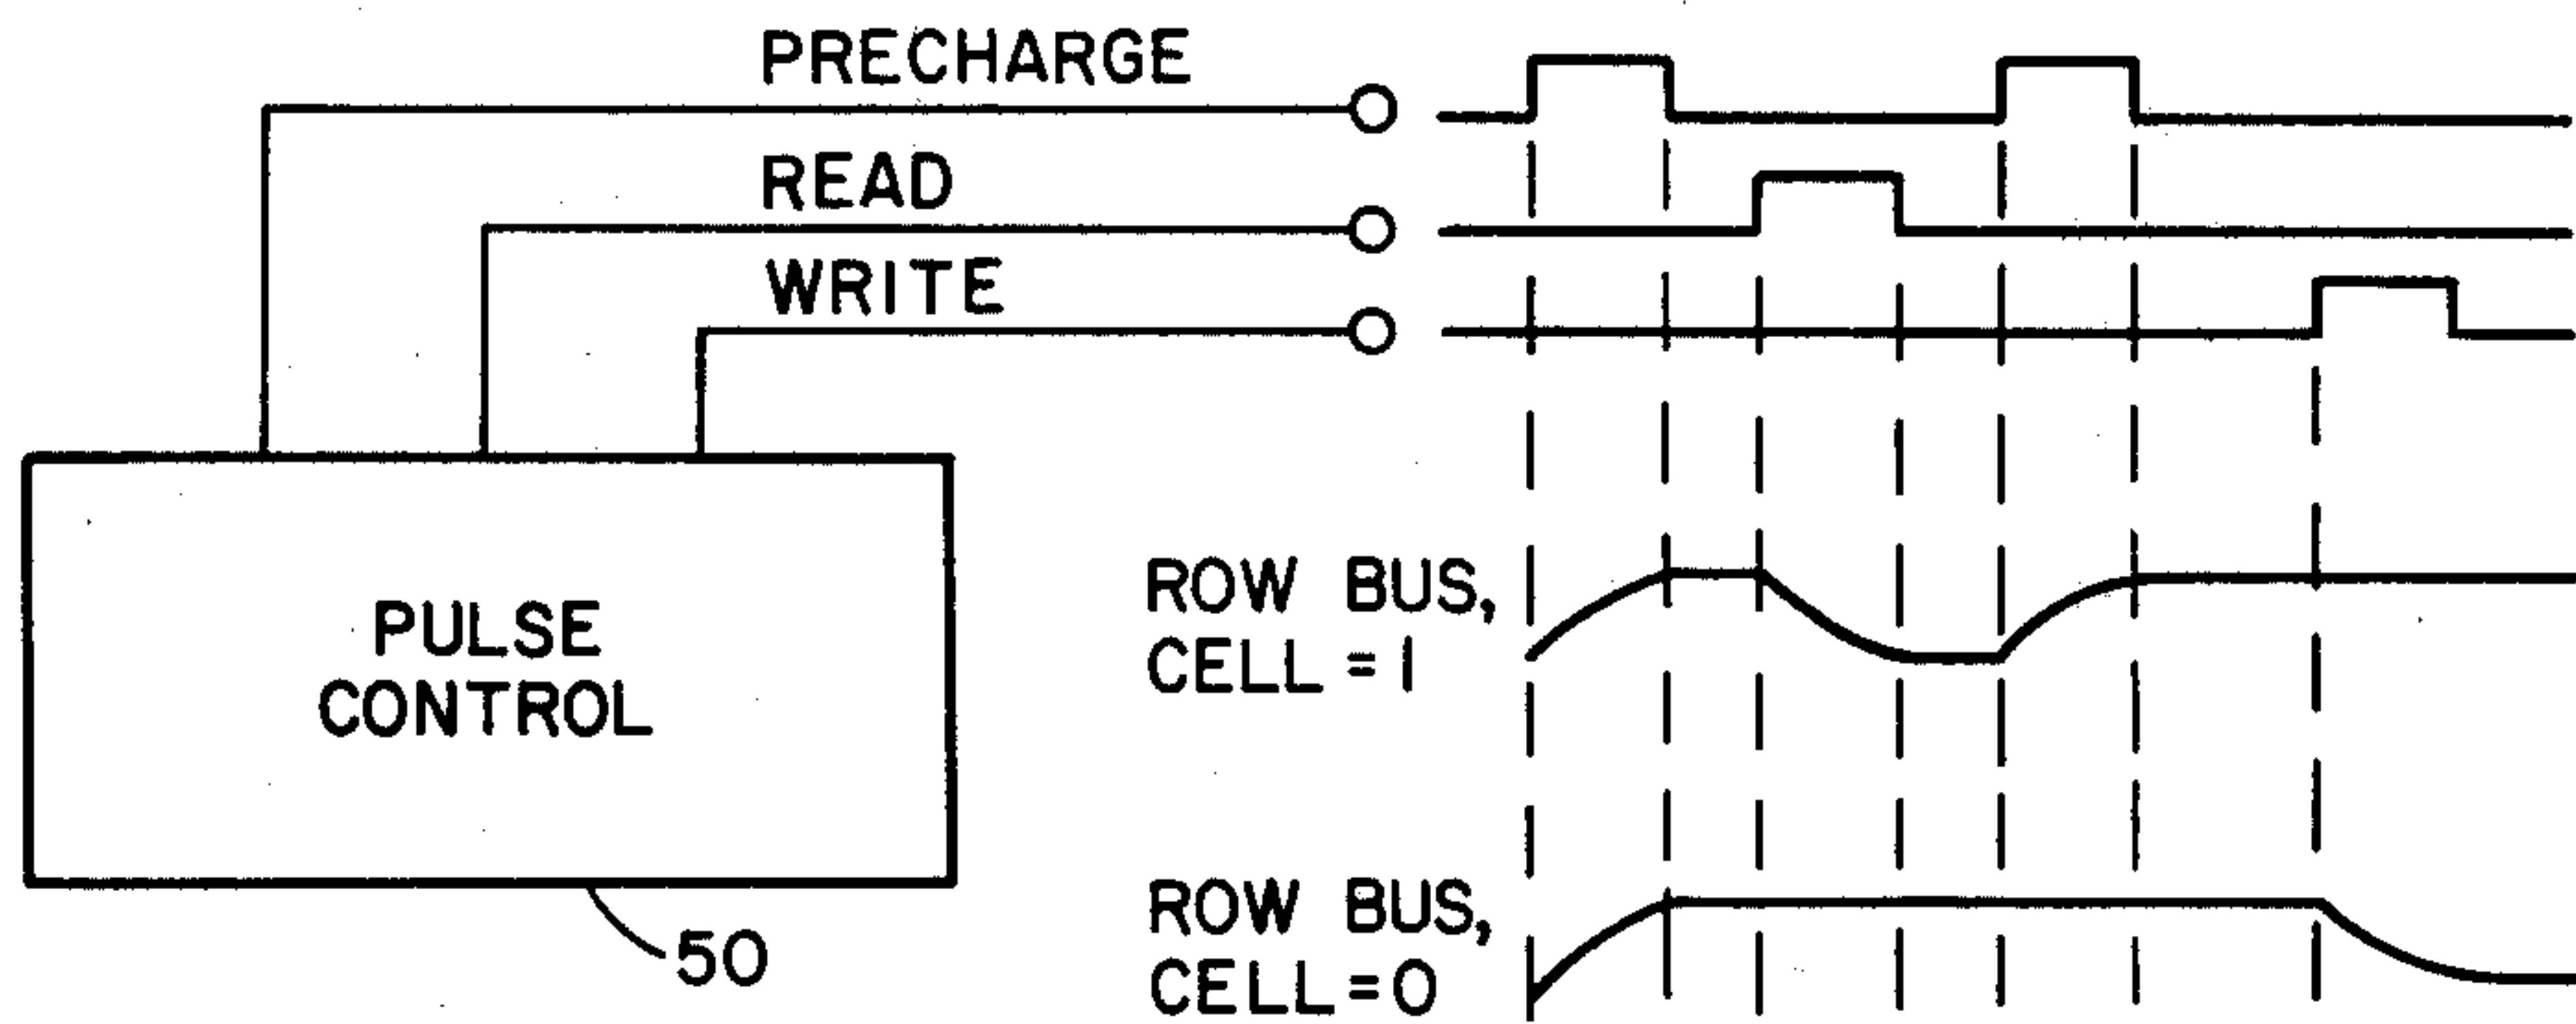 PRECHARGE
READ
WRITE
PULSE
CONTROL
50
ROW BUS,
CELL = 1
ROW BUS,
CELL = 0